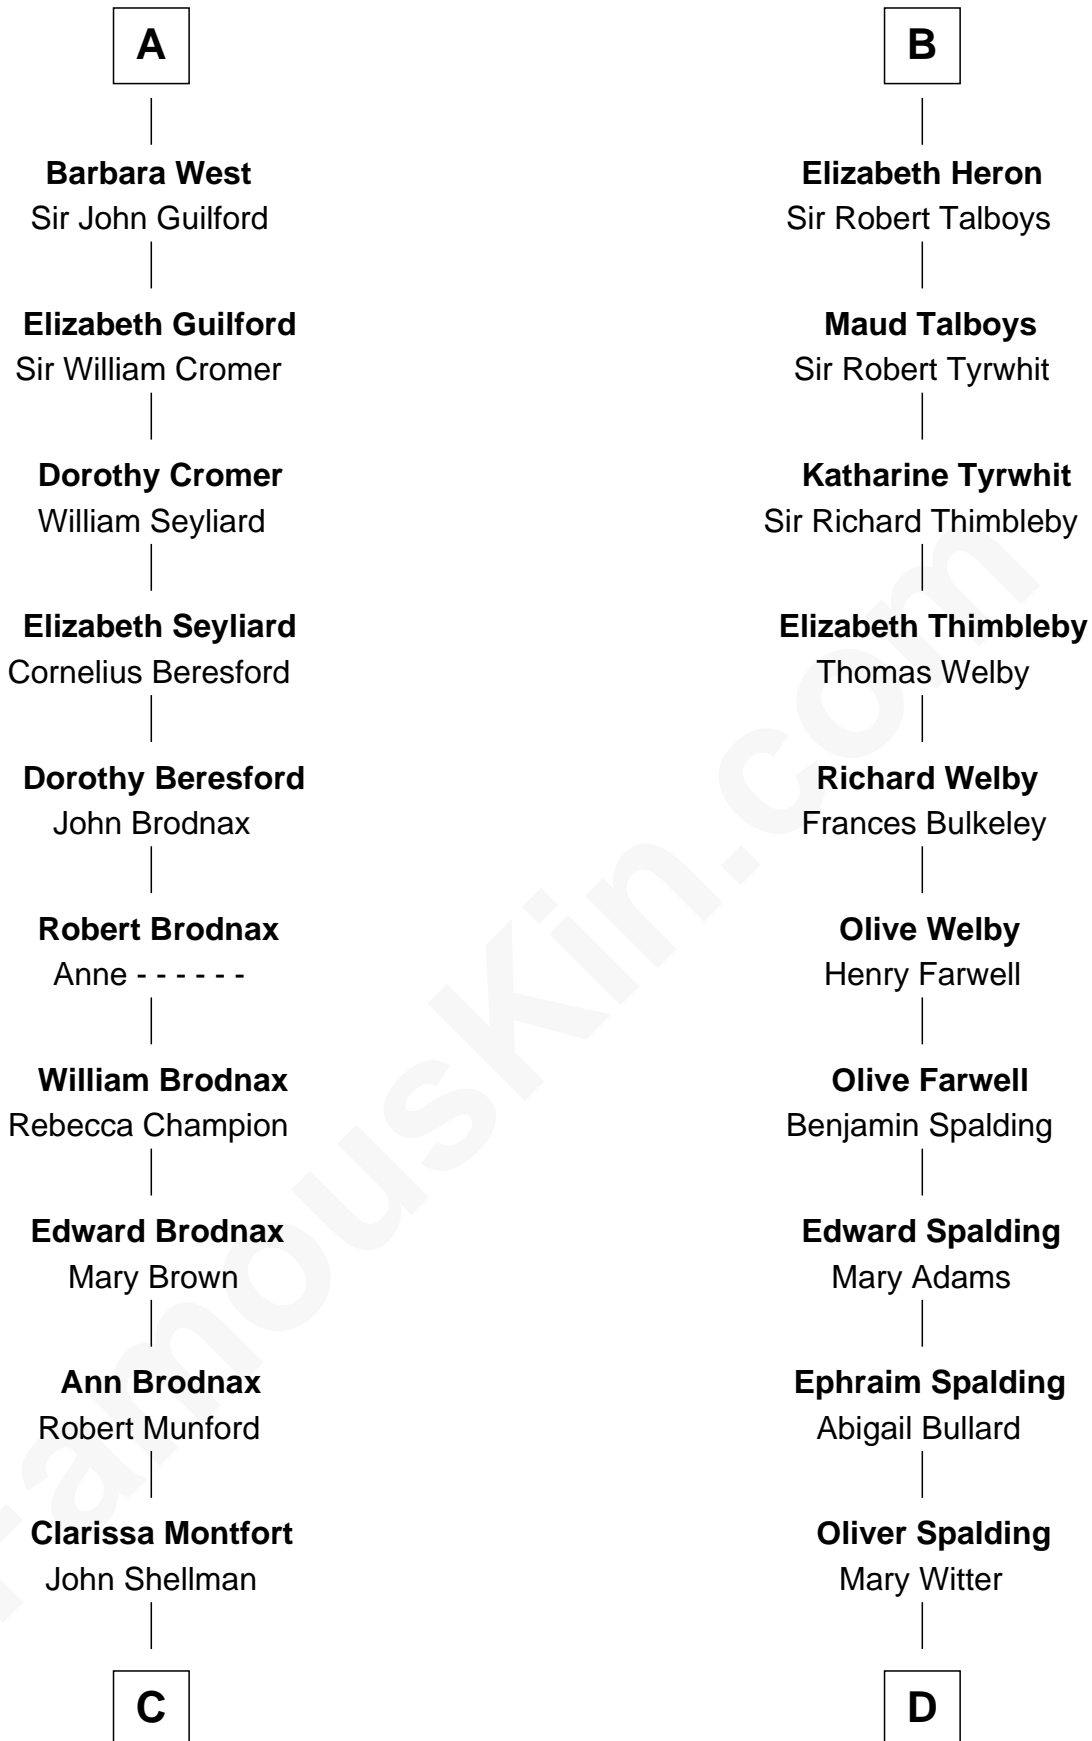 A
Barbara West
Sir John Guilford
Elizabeth Guilford
Sir William Cromer
Dorothy Cromer
William Seyliard
Elizabeth Seyliard
Cornelius Beresford
Dorothy Beresford
John Brodnax
Robert Brodnax
Anne - - - - - -
William Brodnax
Rebecca Champion
Edward Brodnax
Mary Brown
Ann Brodnax
Robert Munford
Clarissa Montfort
John Shellman
C
B
Elizabeth Heron
Sir Robert Talboys
Maud Talboys
Sir Robert Tyrwhit
Katharine Tyrwhit
Sir Richard Thimbleby
Elizabeth Thimbleby
Thomas Welby
Richard Welby
Frances Bulkeley
Olive Welby
Henry Farwell
Olive Farwell
Benjamin Spalding
Edward Spalding
Mary Adams
Ephraim Spalding
Abigail Bullard
Oliver Spalding
Mary Witter
D
FamousKin.com